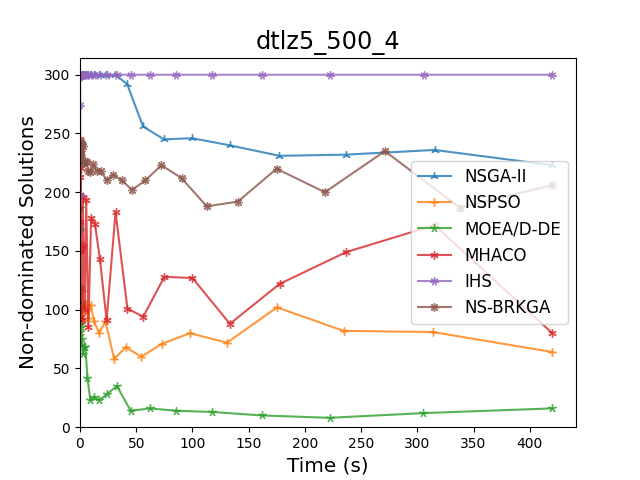 dtlz5_500_4
Non-dominated Solutions
300
250
200
150
100
50
0
0 50 100 150 200 250 300 350 400
Time (s)
NSGA-II
NSPSO
MOEA/D-DE
MHACO
IHS
NS-BRKGA